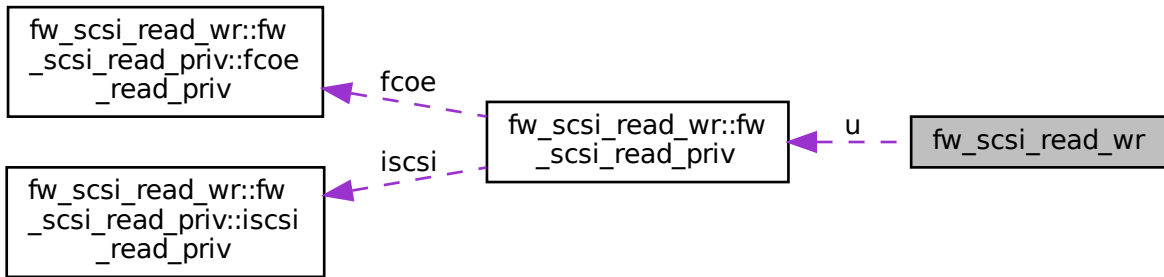 fw_scsi_read_wr::fw
_scsi_read_priv::fcoe
_read_priv
fcoe
fw_scsi_read_wr::fw
_scsi_read_priv
u
fw_scsi_read_wr
iscsi
fw_scsi_read_wr::fw
_scsi_read_priv::iscsi
_read_priv